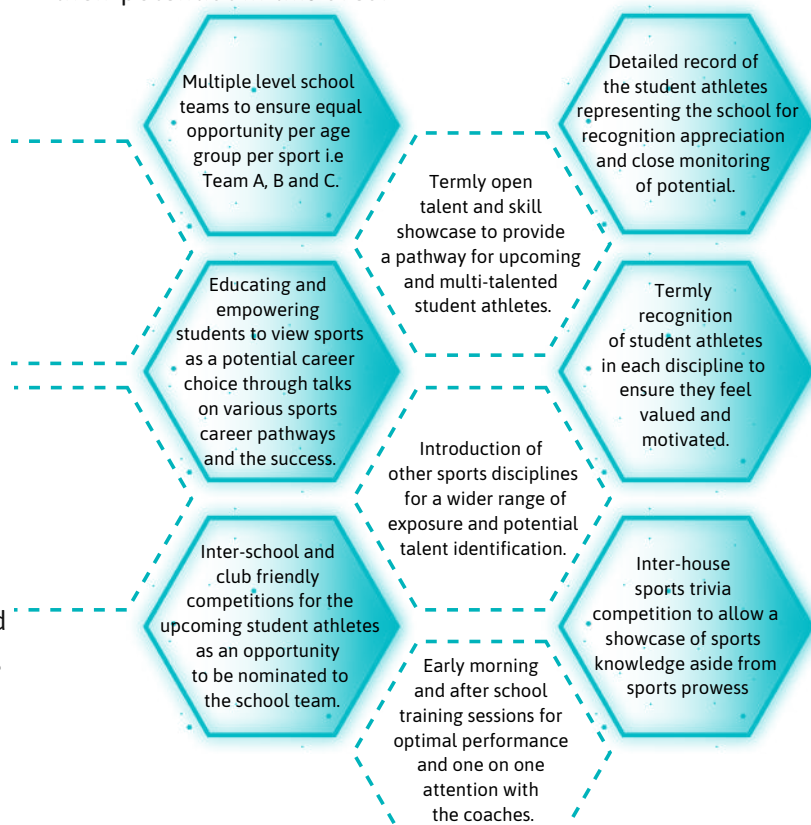 Multiple level school
teams to ensure equal
opportunity per age
group per sport i.e
Team A, B and C.
Detailed record of
the student athletes
representing the school for
recognition appreciation
and close monitoring
of potential.
Termly open
talent and skill
showcase to provide
a pathway for upcoming
and multi-talented
student athletes.
Educating and
empowering
students to view sports
as a potential career
choice through talks
on various sports
career pathways
and the success.
Termly
recognition
of student athletes
in each discipline to
ensure they feel
valued and
motivated.
Introduction of
other sports disciplines
for a wider range of
exposure and potential
talent identification.
Inter-school and
club friendly
competitions for the
upcoming student athletes
as an opportunity
to be nominated to
the school team.
Inter-house
sports trivia
competition to allow a
showcase of sports
knowledge aside from
sports prowess
Early morning
and after school
training sessions for
optimal performance
and one on one
attention with
the coaches.